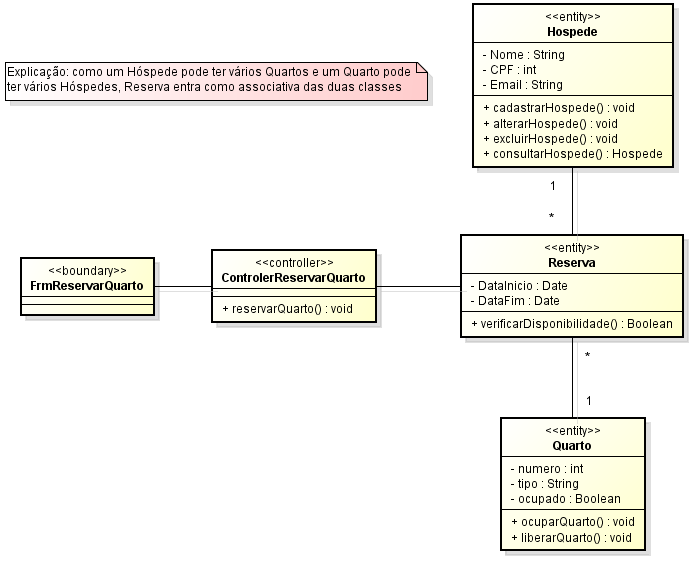 <<entity>>
Hospede
- Nome : String
- CPF : int
- Email : String
+ cadastrarHospede() : void
+ alterarHospede() : void
+ excluirHospede() : void
+ consultarHospede() : Hospede
Explicação: como um Hóspede pode ter vários Quartos e um Quarto pode
ter vários Hóspedes, Reserva entra como associativa das duas classes
1
*
<<boundary>>
FrmReservarQuarto
<<controller>>
ControlerReservarQuarto
+ reservarQuarto() : void
<<entity>>
Reserva
- DataInicio : Date
- DataFim : Date
+ verificarDisponibilidade() : Boolean
*
1
<<entity>>
Quarto
- numero : int
- tipo : String
- ocupado : Boolean
+ ocuparQuarto() : void
+ liberarQuarto() : void